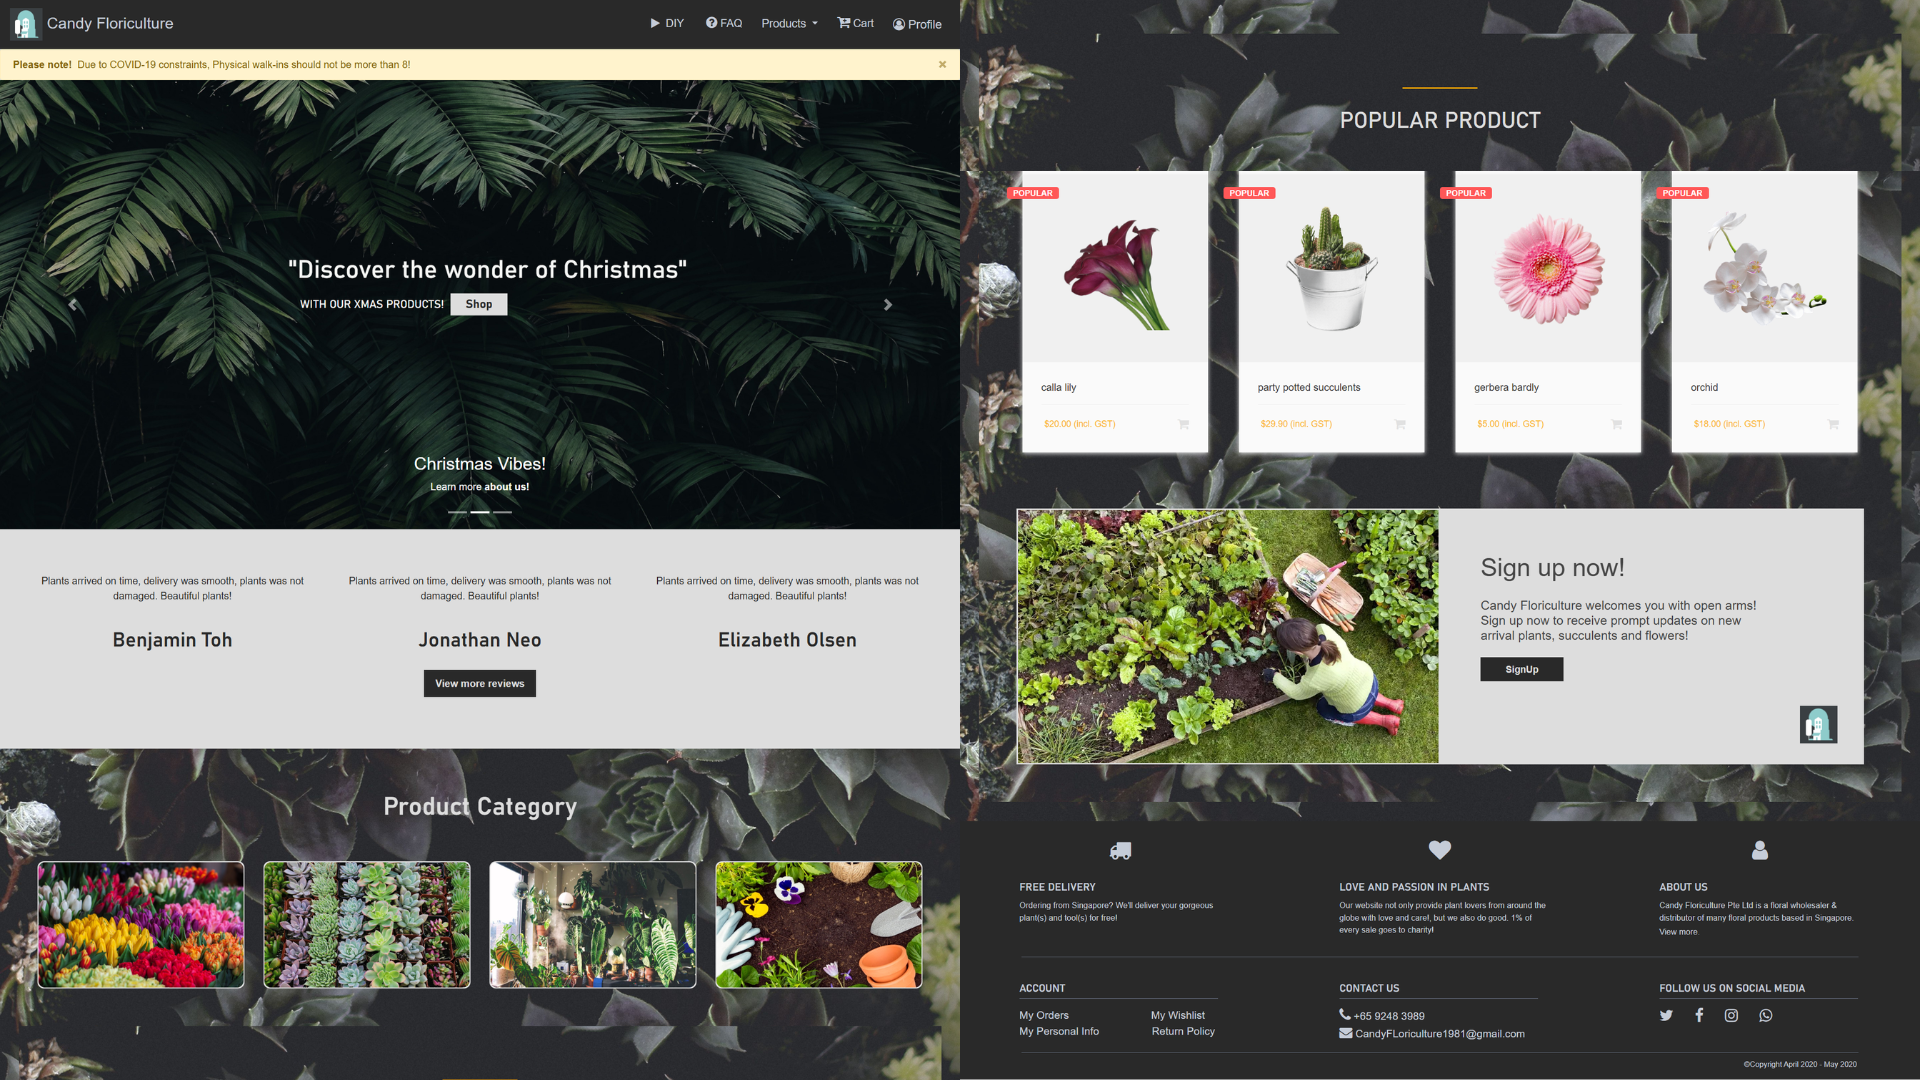 Candy Floriculture
DIY
FAQ
Products
Cart
Profile
Please note! Due to COVID-19 constraints, Physical walk-ins should not be more than 8!
×
"Discover the wonder of Christmas"
WITH OUR XMAS PRODUCTS! Shop
Christmas Vibes!
Learn more about us!
Plants arrived on time, delivery was smooth, plants was not
damaged. Beautiful plants!
Benjamin Toh
Plants arrived on time, delivery was smooth, plants was not
damaged. Beautiful plants!
Jonathan Neo
Plants arrived on time, delivery was smooth, plants was not
damaged. Beautiful plants!
Elizabeth Olsen
View more reviews
Product Category
POPULAR PRODUCT
POPULAR
calla lily
$20.00 (Incl. GST)
POPULAR
party potted succulents
$29.90 (Incl. GST)
POPULAR
gerbera bardly
$5.00 (Incl. GST)
POPULAR
orchid
$18.00 (Incl. GST)
Sign up now!
Candy Floriculture welcomes you with open arms!
Sign up now to receive prompt updates on new
arrival plants, succulents and flowers!
SignUp
FREE DELIVERY
Ordering from Singapore? We'll deliver your gorgeous
plant(s) and tool(s) for free!
LOVE AND PASSION IN PLANTS
Our website not only provide plant lovers from around the
globe with love and care!, but we also do good. 1% of
every sale goes to charity!
ABOUT US
Candy Floriculture Pte Ltd is a floral wholesaler &
distributor of many floral products based in Singapore.
View more.
ACCOUNT
My Orders
My Wishlist
My Personal Info
Return Policy
CONTACT US
+65 9248 3989
CandyFLoriculture1981@gmail.com
FOLLOW US ON SOCIAL MEDIA
©Copyright April 2020 - May 2020